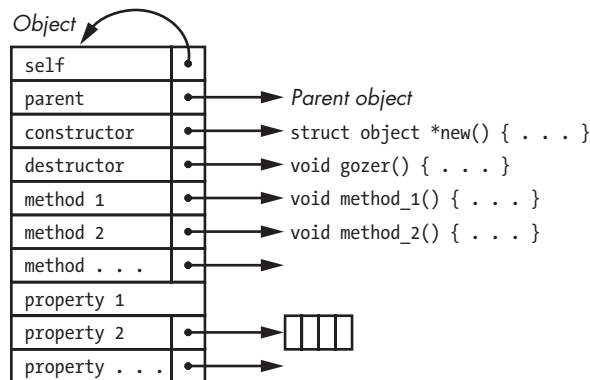 Object
self
parent Parent object
constructor struct object *new() { . . . }
destructor void gozer() { . . . }
method 1 void method_1() { . . . }
method 2 void method_2() { . . . }
method . . .
property 1
property 2
property . . .